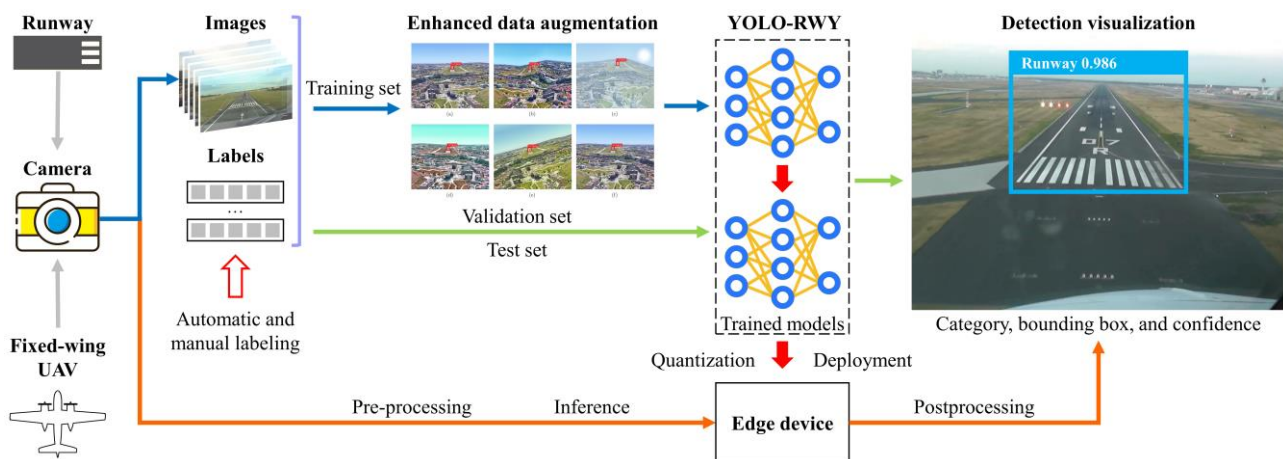 Runway
Camera
Fixed-wing
UAV
Images
Labels
...
Automatic and
manual labeling
Training set
Enhanced data augmentation
(a)
(b)
(c)
(d)
(e)
(f)
Validation set
Test set
YOLO-RWY
Trained models
Quantization
Deployment
Pre-processing
Inference
Edge device
Postprocessing
Detection visualization
Runway 0.986
07
R
Category, bounding box, and confidence